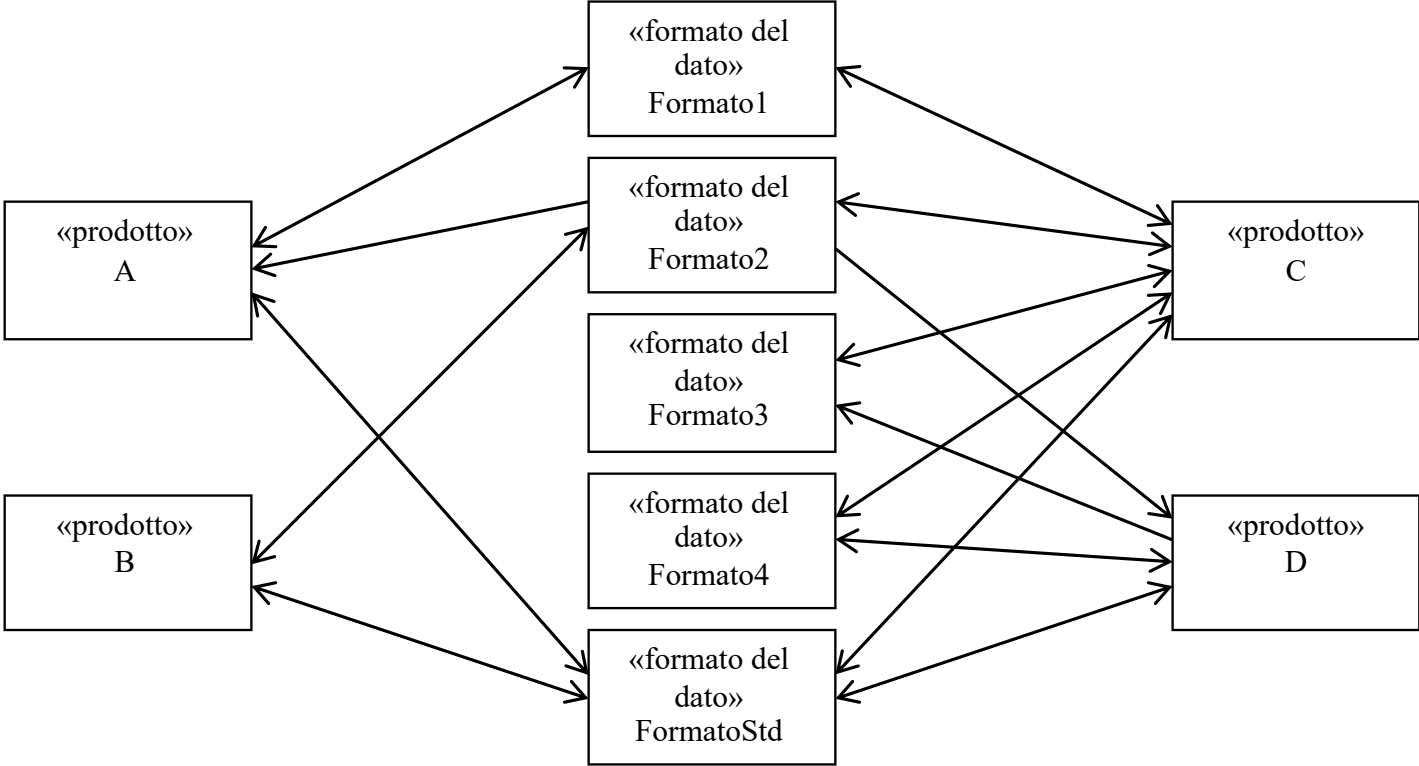 «formato del
dato»
Formato1
«formato del
dato»
Formato2
«prodotto»
A
«prodotto»
C
«formato del
dato»
Formato3
«formato del
dato»
Formato4
«prodotto»
B
«prodotto»
D
«formato del
dato»
FormatoStd